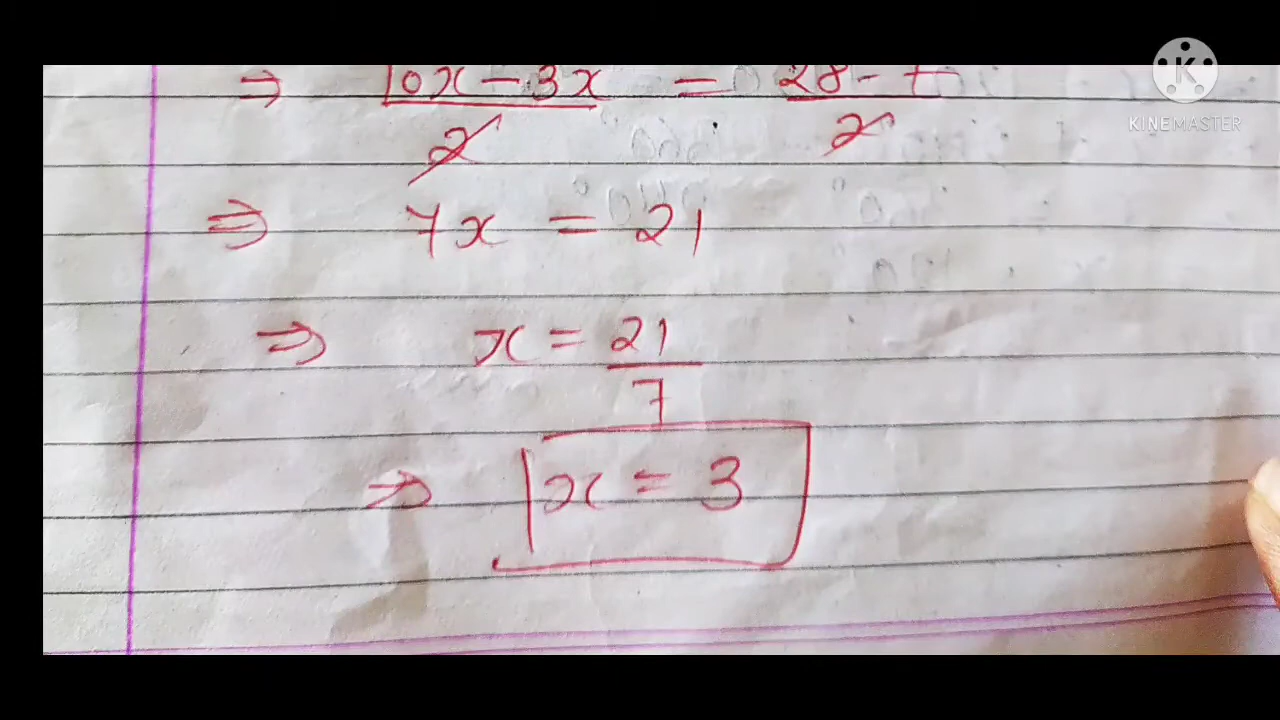 ⇒ 10x - 3x / 2 = 28 - 7 / 2
⇒ 7x = 21
⇒ x = 21 / 7
⇒ x = 3
KINEMASTER